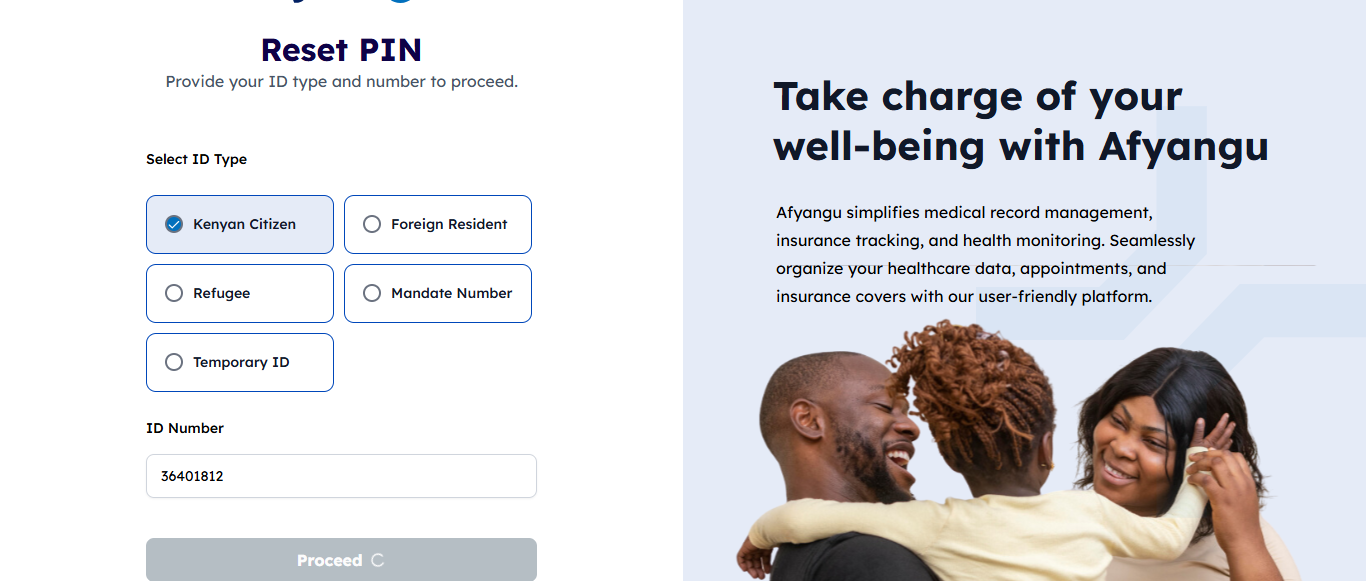 Reset PIN
Provide your ID type and number to proceed.
Select ID Type
Kenyan Citizen
Foreign Resident
Refugee
Mandate Number
Temporary ID
ID Number
36401812
Proceed
Take charge of your
well-being with Afyangu
Afyangu simplifies medical record management,
insurance tracking, and health monitoring. Seamlessly
organize your healthcare data, appointments, and
insurance covers with our user-friendly platform.